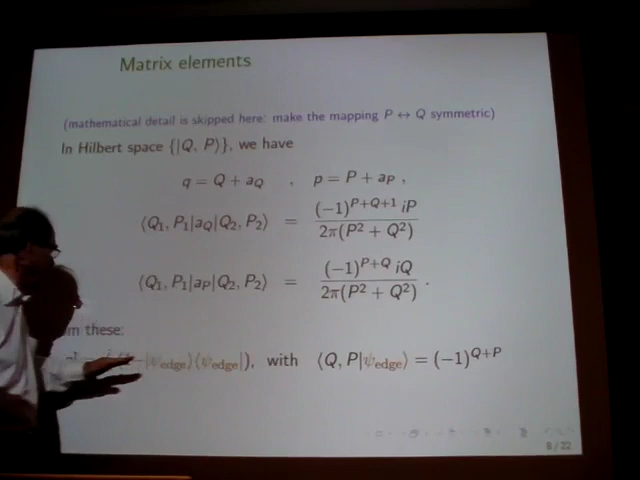 Matrix elements
(mathematical detail is skipped here: make the mapping P ↔ Q symmetric)
In Hilbert space {|Q, P⟩}, we have
q = Q + a_Q , p = P + a_P ,
⟨Q₁, P₁|a_Q|Q₂, P₂⟩ = (−1)^{P+Q+1} iP / 2π(P² + Q²)
⟨Q₁, P₁|a_P|Q₂, P₂⟩ = (−1)^{P+Q} iQ / 2π(P² + Q²) .
these:
|ψ_edge⟩⟨ψ_edge|), with ⟨Q, P|ψ_edge⟩ = (−1)^{Q+P}
8 / 22